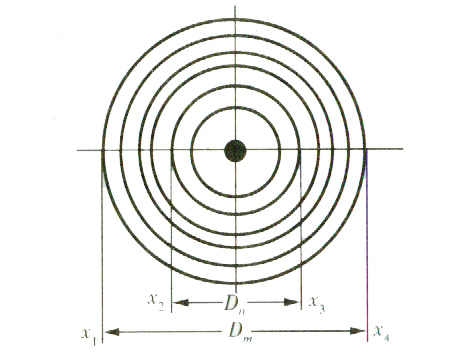 x₂ Dₙ x₃
x₁ Dₘ x₄